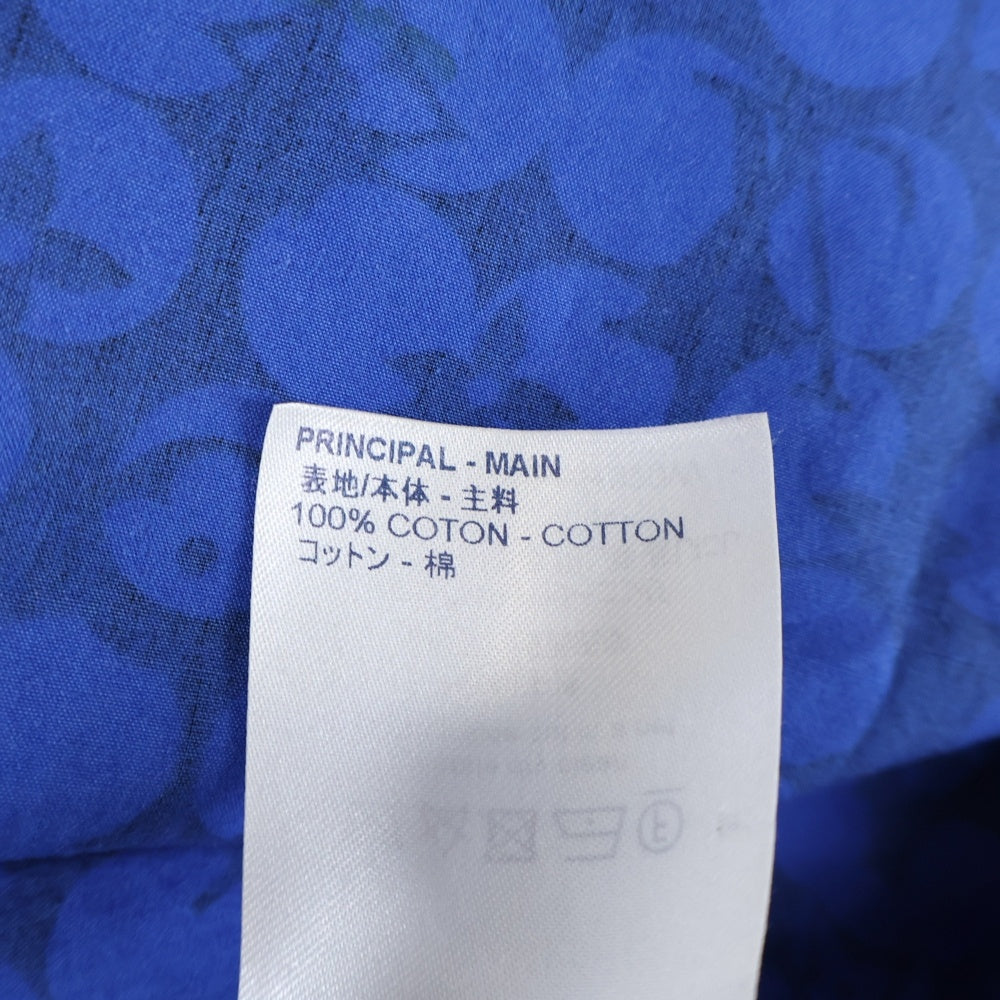 PRINCIPAL - MAIN
表地/本体 - 主料
100% COTON - COTTON
コットン - 棉